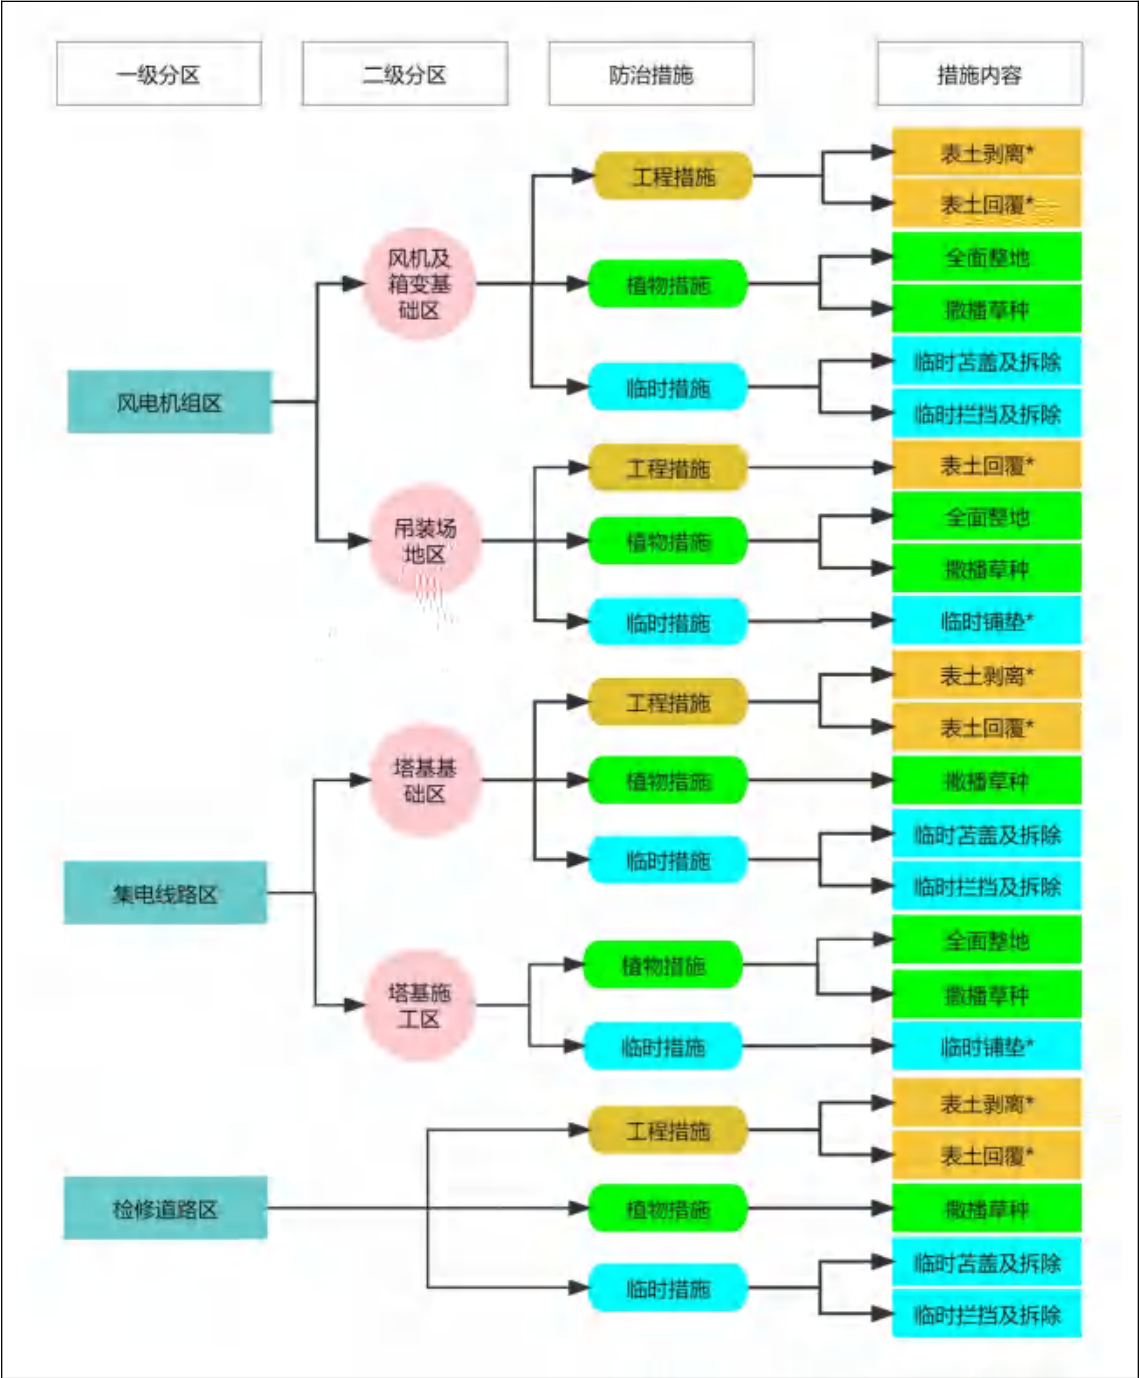 一级分区
二级分区
防治措施
措施内容
表土剥离*
工程措施
表土回覆*
风机及
箱变基
础区
全面整地
植物措施
撒播草种
临时苫盖及拆除
临时措施
风电机组区
临时拦挡及拆除
工程措施
表土回覆*
吊装场
地区
全面整地
植物措施
撒播草种
临时措施
临时铺垫*
表土剥离*
工程措施
表土回覆*
塔基基
础区
植物措施
撒播草种
临时苫盖及拆除
临时措施
临时拦挡及拆除
集电线路区
全面整地
植物措施
撒播草种
塔基施
工区
临时措施
临时铺垫*
表土剥离*
工程措施
表土回覆*
检修道路区
植物措施
撒播草种
临时苫盖及拆除
临时措施
临时拦挡及拆除